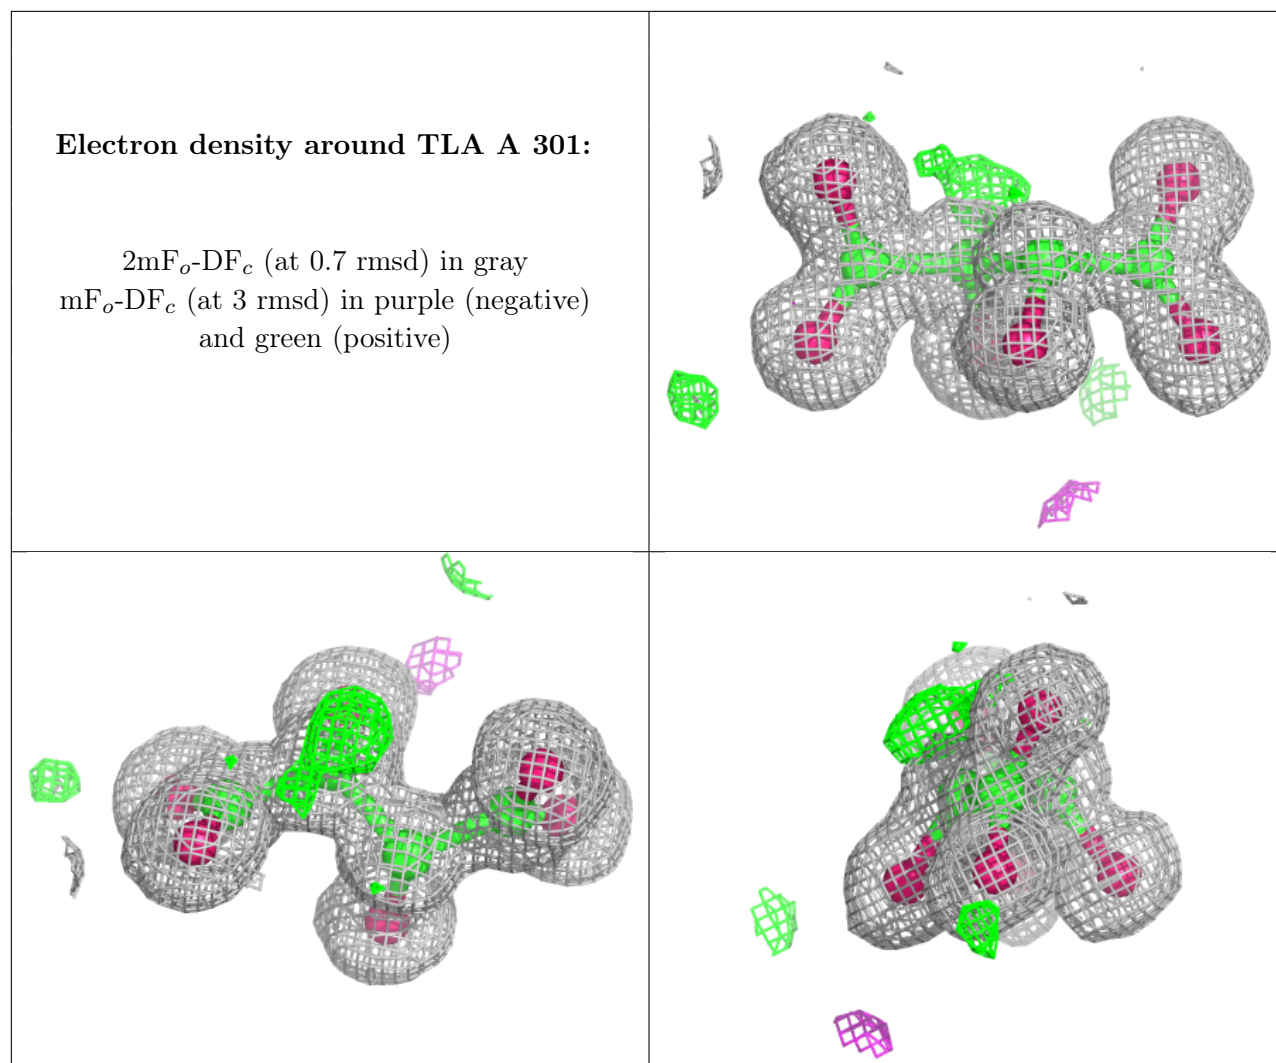 Electron density around TLA A 301:
2mFo-DFc (at 0.7 rmsd) in gray
mFo-DFc (at 3 rmsd) in purple (negative)
and green (positive)